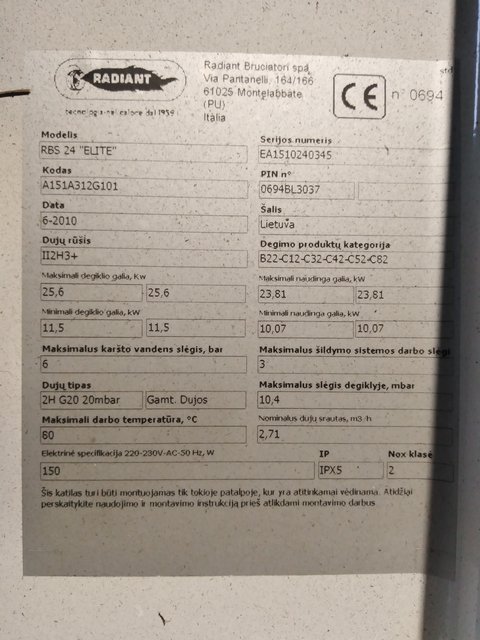 RADIANT
tecnologia nel calore dal 1959
Radiant Bruciatori spa
Via Pantanelli, 164/166
61025 Montelabbate
(PU)
Italia
CE n° 0694
std
Modelis
RBS 24 "ELITE"
Serijos numeris
EA1510240345
Kodas
A151A312G101
PIN n°
0694BL3037
Data
6-2010
Šalis
Lietuva
Dujų rūšis
II2H3+
Degimo produktų kategorija
B22-C12-C32-C42-C52-C82
Maksimali degiklio galia, Kw
25,6 25,6
Maksimali naudinga galia, kW
23,81 23,81
Minimali degiklio galia, kW
11,5 11,5
Minimali naudinga galia, kW
10,07 10,07
Maksimalus karšto vandens slėgis, bar
6
Maksimalus šildymo sistemos darbo slėgi
3
Dujų tipas
2H G20 20mbar Gamt. Dujos
Maksimalus slėgis degiklyje, mbar
10,4
Maksimali darbo temperatūra, °C
80
Nominalus dujų srautas, m3/h
2,71
Elektrinė specifikacija 220-230V-AC-50 Hz, W
150
IP
IPX5
Nox klasė
2
Šis katilas turi būti montuojamas tik tokioje patalpoje, kur yra atitinkamai vėdinama. Atidžiai
perskaitykite naudojimo ir montavimo instrukciją prieš atlikdami montavimo darbus